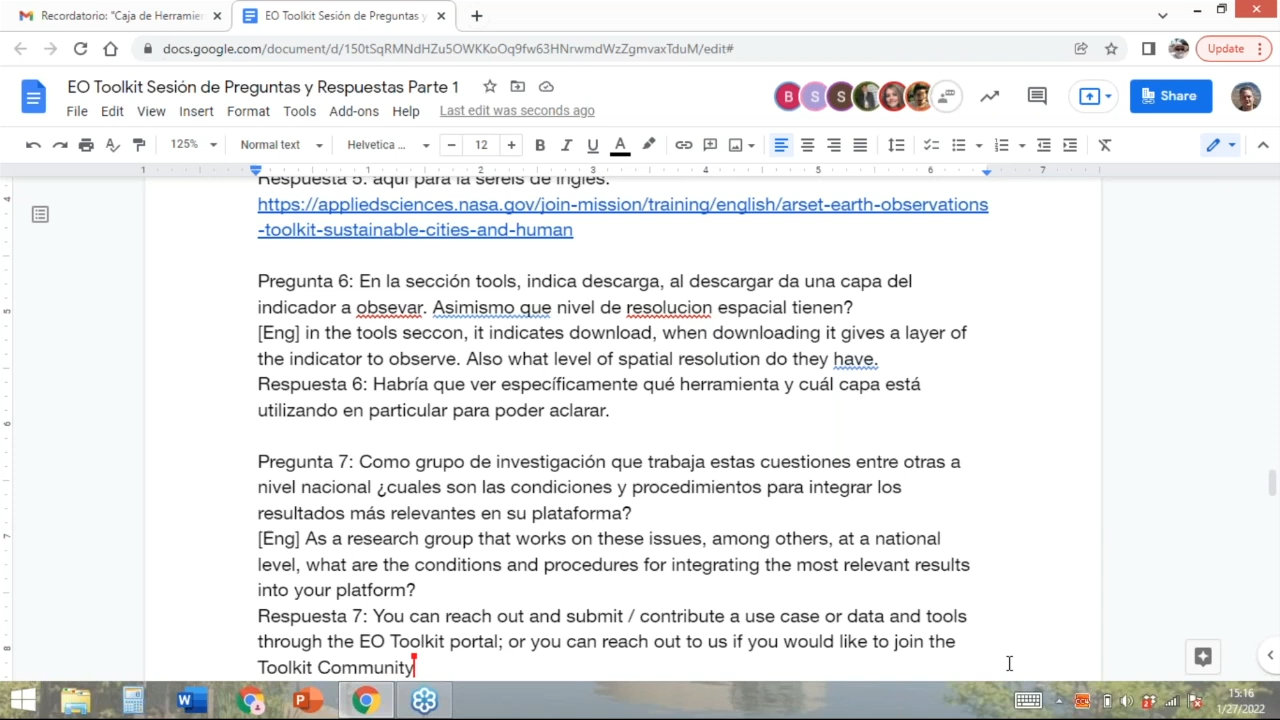 Recordatorio: "Caja de Herramie
EO Toolkit Sesión de Preguntas y
docs.google.com/document/d/150tSqRMNdHZu5OWKKoOq9fw63HNrwmdWzZgmvaxTduM/edit#
Update
EO Toolkit Sesión de Preguntas y Respuestas Parte 1
File Edit View Insert Format Tools Add-ons Help Last edit was seconds ago
B S S
Share
125% Normal text Helvetica ... 12 B I U A
1 1 2 3 4 5 6 7
Respuesta 5: aquí para la sereis de inglés:
https://appliedsciences.nasa.gov/join-mission/training/english/arset-earth-observations
-toolkit-sustainable-cities-and-human
Pregunta 6: En la sección tools, indica descarga, al descargar da una capa del
indicador a obsevar. Asimismo que nivel de resolucion espacial tienen?
[Eng] in the tools seccon, it indicates download, when downloading it gives a layer of
the indicator to observe. Also what level of spatial resolution do they have.
Respuesta 6: Habría que ver específicamente qué herramienta y cuál capa está
utilizando en particular para poder aclarar.
Pregunta 7: Como grupo de investigación que trabaja estas cuestiones entre otras a
nivel nacional ¿cuales son las condiciones y procedimientos para integrar los
resultados más relevantes en su plataforma?
[Eng] As a research group that works on these issues, among others, at a national
level, what are the conditions and procedures for integrating the most relevant results
into your platform?
Respuesta 7: You can reach out and submit / contribute a use case or data and tools
through the EO Toolkit portal; or you can reach out to us if you would like to join the
Toolkit Community
15:16
1/27/2022